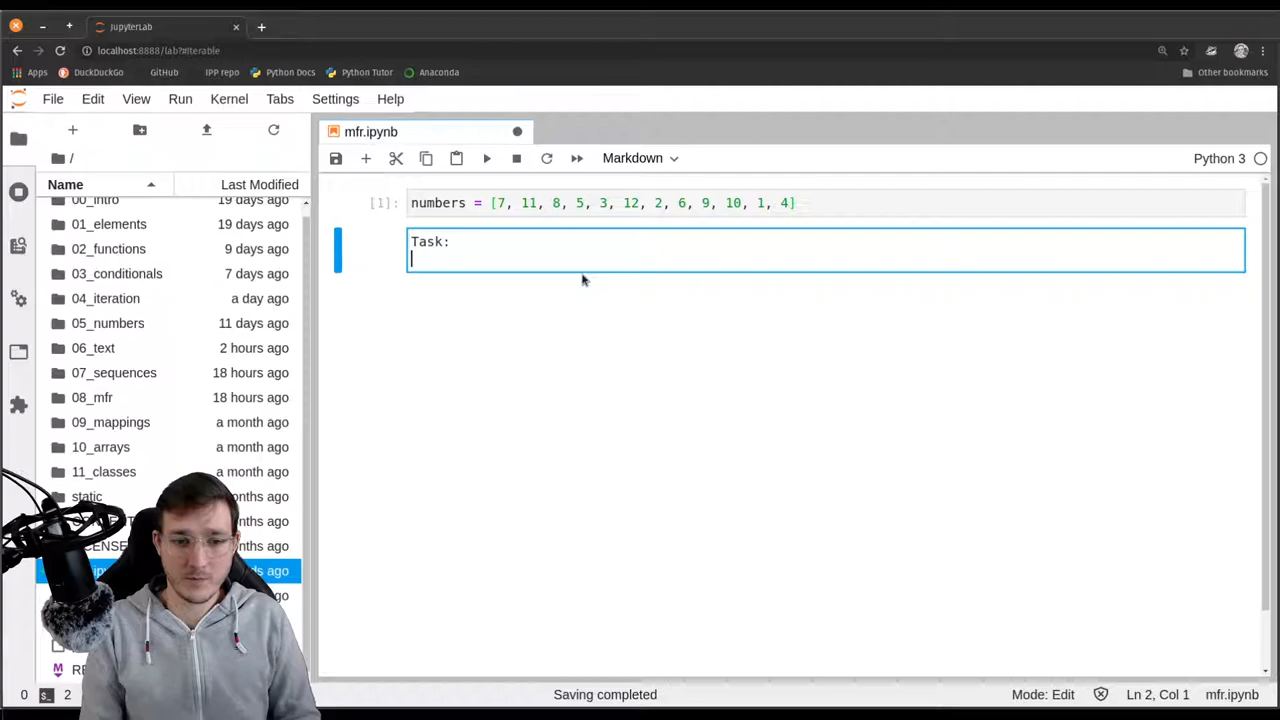 JupyterLab
localhost:8888/lab?#Iterable
Apps DuckDuckGo GitHub IPP repo Python Docs Python Tutor Anaconda Other bookmarks
File Edit View Run Kernel Tabs Settings Help
mfr.ipynb
/
Markdown
Python 3
Name Last Modified
00_intro 19 days ago
01_elements 19 days ago
02_functions 9 days ago
03_conditionals 7 days ago
04_iteration a day ago
05_numbers 11 days ago
06_text 2 hours ago
07_sequences 18 hours ago
08_mfr 18 hours ago
09_mappings a month ago
10_arrays a month ago
11_classes a month ago
static
[1]: numbers = [7, 11, 8, 5, 3, 12, 2, 6, 9, 10, 1, 4]
Task:
0 2 Saving completed Mode: Edit Ln 2, Col 1 mfr.ipynb